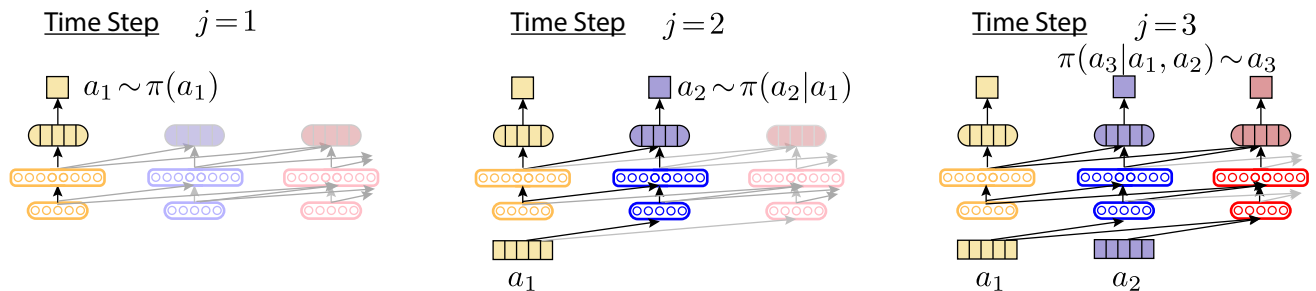 Time Step j=1
a₁ ~ π(a₁)
Time Step j=2
a₂ ~ π(a₂|a₁)
a₁
Time Step j=3
π(a₃|a₁, a₂) ~ a₃
a₁ a₂